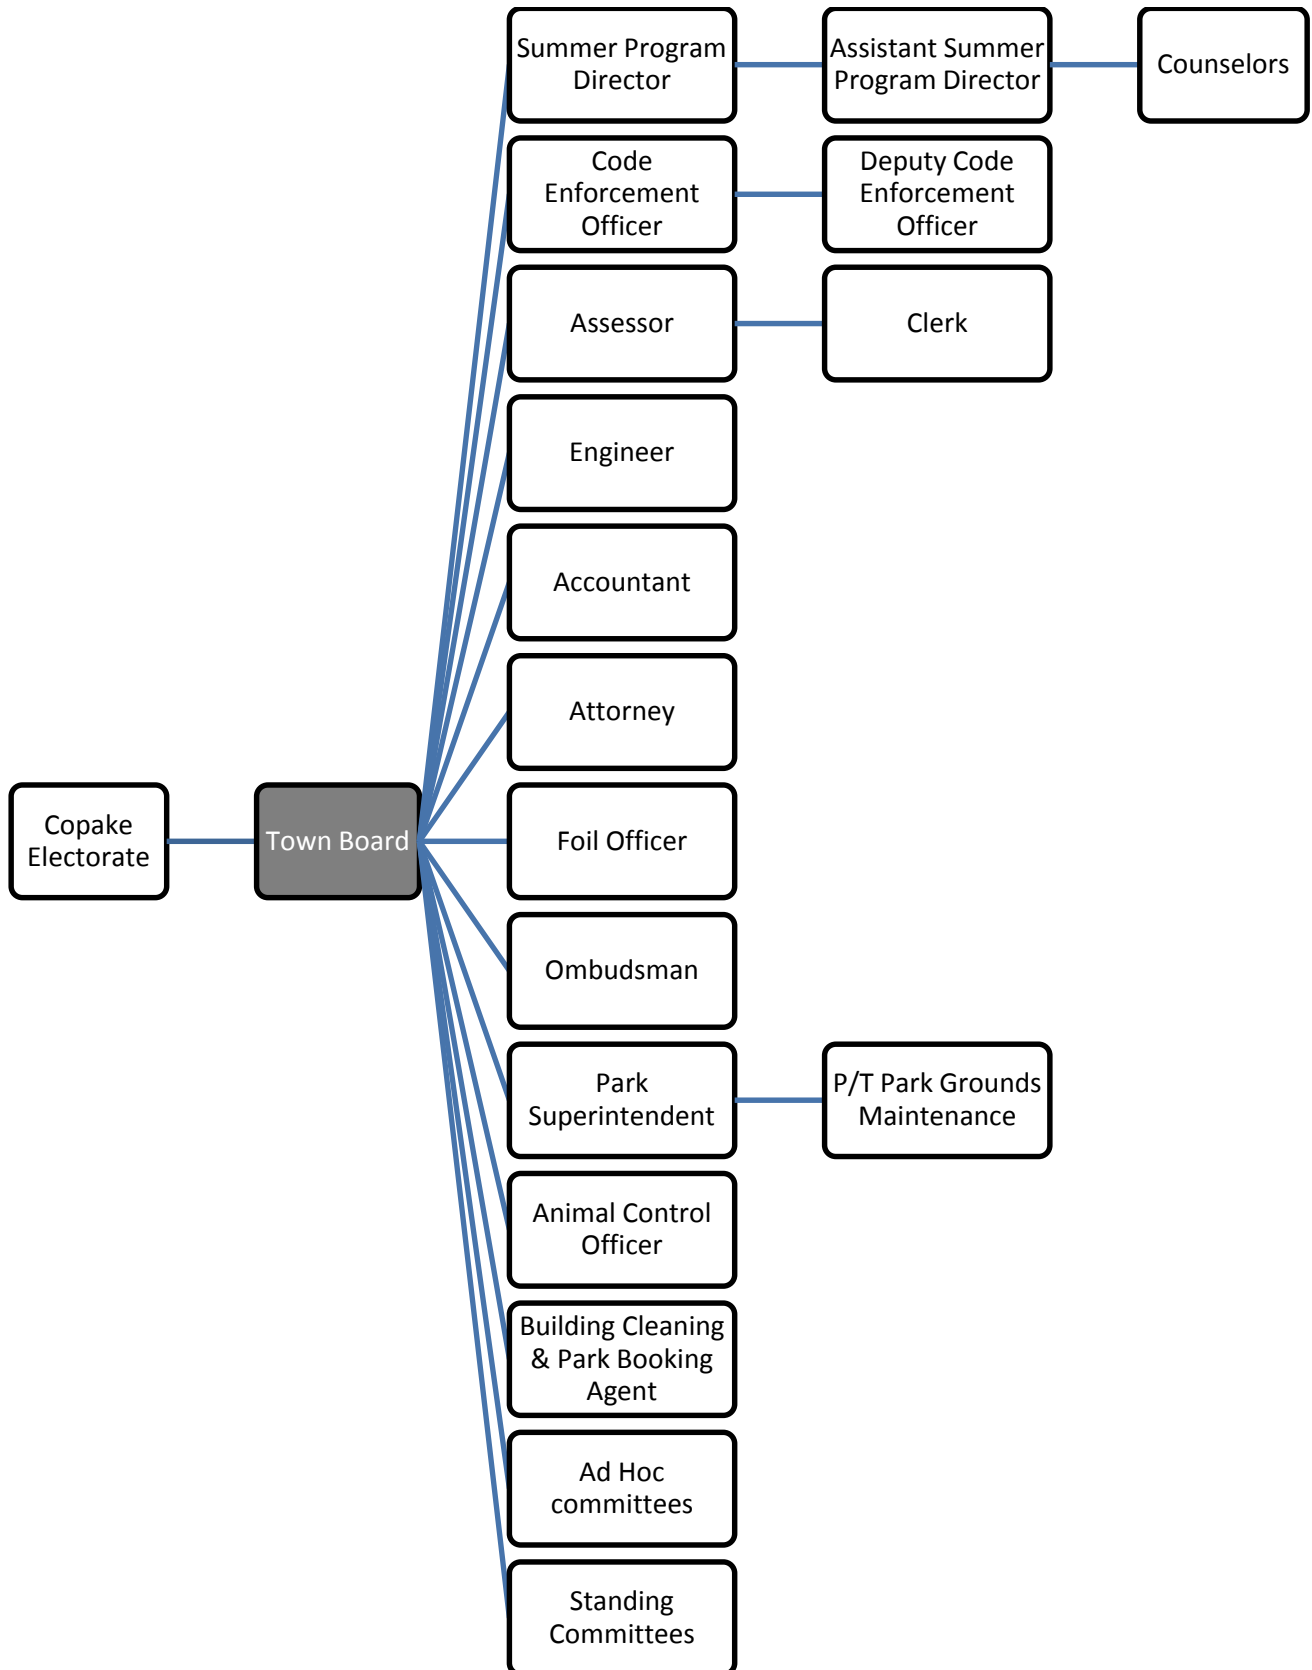 Summer Program
Director
Assistant Summer
Program Director
Counselors
Code
Enforcement
Officer
Deputy Code
Enforcement
Officer
Assessor
Clerk
Engineer
Accountant
Attorney
Copake
Electorate
Town Board
Foil Officer
Ombudsman
Park
Superintendent
P/T Park Grounds
Maintenance
Animal Control
Officer
Building Cleaning
& Park Booking
Agent
Ad Hoc
committees
Standing
Committees